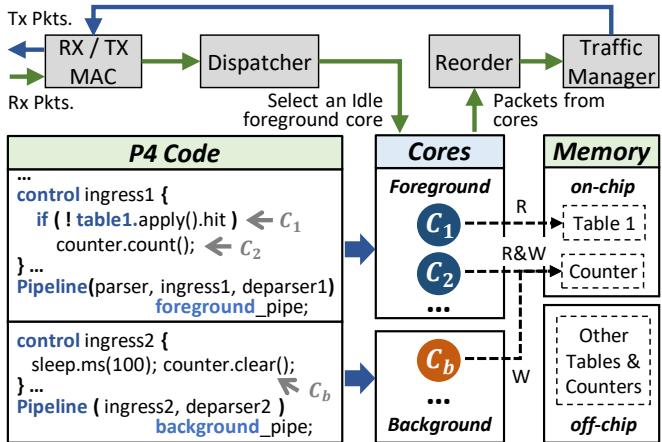 Tx Pkts.
RX / TX
MAC
Dispatcher
Reorder
Traffic
Manager
Rx Pkts.
Select an Idle
foreground core
Packets from
cores
P4 Code
...
control ingress1 {
if ( ! table1.apply().hit ) C1
counter.count(); C2
} ...
Pipeline(parser, ingress1, deparser1)
foreground_pipe;
control ingress2 {
sleep.ms(100); counter.clear();
} ... Cb
Pipeline ( ingress2, deparser2 )
background_pipe;
Cores
Foreground
C1
C2
...
Cb
...
Background
R
R&W
W
Memory
on-chip
Table 1
Counter
Other
Tables &
Counters
off-chip